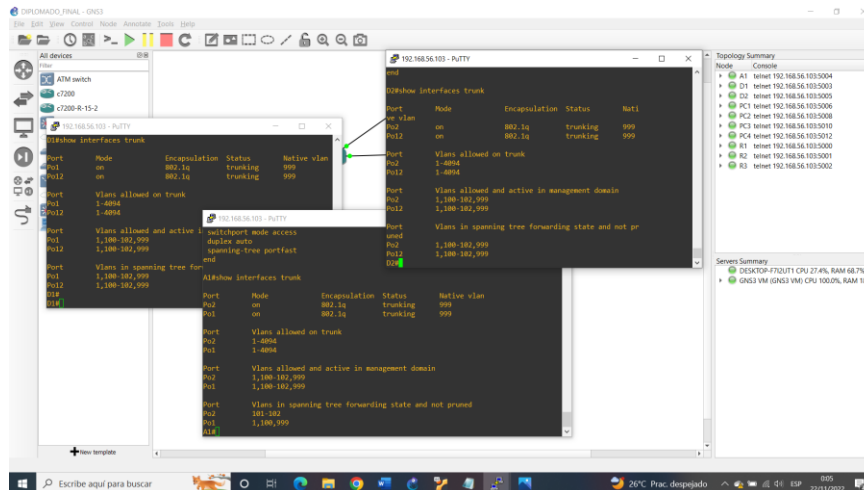 DIPLOMADO_FINAL - GNS3
File Edit View Control Node Annotate Tools Help
All devices
Filter
ATM switch
c7200
c7200-R-15-2
New template
192.168.56.103 - PuTTY
D1#show interfaces trunk
Port Mode Encapsulation Status Native vlan
Po1 on 802.1q trunking 999
Po12 on 802.1q trunking 999
Port Vlans allowed on trunk
Po1 1-4094
Po12 1-4094
Port Vlans allowed and active i
Po1 1,100-102,999
Po12 1,100-102,999
Port Vlans in spanning tree for
Po1 1,100-102,999
Po12 1,100-102,999
D1#
D1#
192.168.56.103 - PuTTY
switchport mode access
duplex auto
spanning-tree portfast
end
A1#show interfaces trunk
Port Mode Encapsulation Status Native vlan
Po2 on 802.1q trunking 999
Po1 on 802.1q trunking 999
Port Vlans allowed on trunk
Po2 1-4094
Po1 1-4094
Port Vlans allowed and active in management domain
Po2 1,100-102,999
Po1 1,100-102,999
Port Vlans in spanning tree forwarding state and not pruned
Po2 101-102
Po1 1,100,999
A1#
192.168.56.103 - PuTTY
end
D2#show interfaces trunk
Port Mode Encapsulation Status Nati
ve vlan
Po2 on 802.1q trunking 999
Po12 on 802.1q trunking 999
Port Vlans allowed on trunk
Po2 1-4094
Po12 1-4094
Port Vlans allowed and active in management domain
Po2 1,100-102,999
Po12 1,100-102,999
Port Vlans in spanning tree forwarding state and not pr
uned
Po2 1,100-102,999
Po12 1,100-102,999
D2#
Topology Summary
Node Console
A1 telnet 192.168.56.103:5004
D1 telnet 192.168.56.103:5003
D2 telnet 192.168.56.103:5005
PC1 telnet 192.168.56.103:5006
PC2 telnet 192.168.56.103:5008
PC3 telnet 192.168.56.103:5010
PC4 telnet 192.168.56.103:5012
R1 telnet 192.168.56.103:5000
R2 telnet 192.168.56.103:5001
R3 telnet 192.168.56.103:5002
Servers Summary
CPU 27.4%, RAM 68.7%
GNS3 VM (GNS3 VM) CPU 100.0%, RAM 1
Escribe aquí para buscar
26°C Prac. despejado
ESP
0:05
22/11/2022